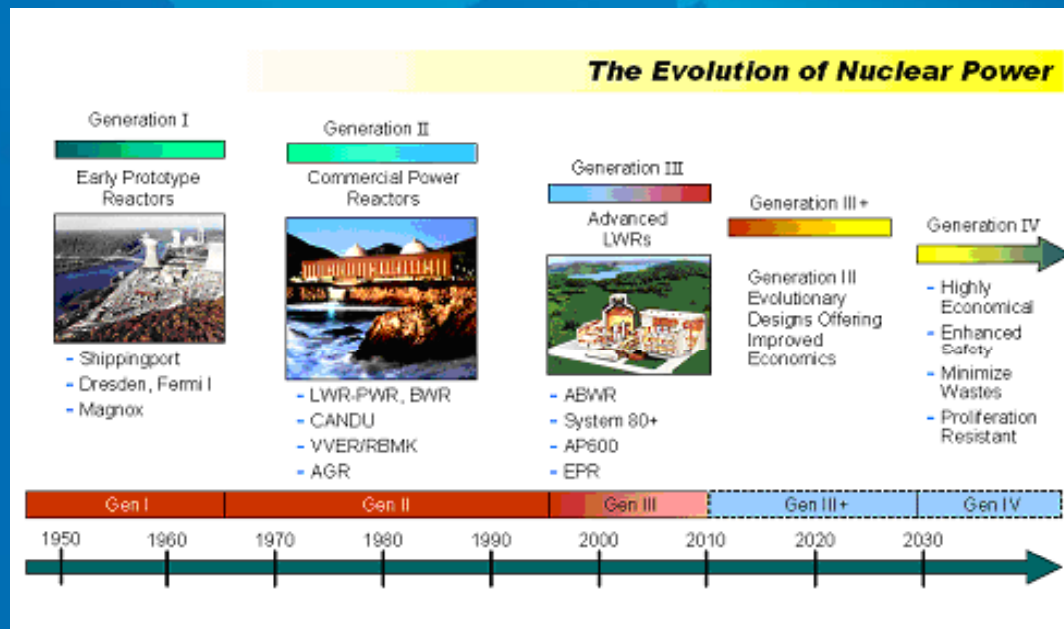 The Evolution of Nuclear Power
Generation I
Early Prototype
Reactors
- Shippingport
- Dresden, Fermi I
- Magnox
Generation II
Commercial Power
Reactors
- LWR-PWR, BWR
- CANDU
- VVER/RBMK
- AGR
Generation III
Advanced
LWRs
- ABWR
- System 80+
- AP600
- EPR
Generation III+
Generation III
Evolutionary
Designs Offering
Improved
Economics
Generation IV
- Highly
Economical
- Enhanced
Safety
- Minimize
Wastes
- Proliferation
Resistant
Gen I Gen II Gen III Gen III+ Gen IV
1950 1960 1970 1980 1990 2000 2010 2020 2030